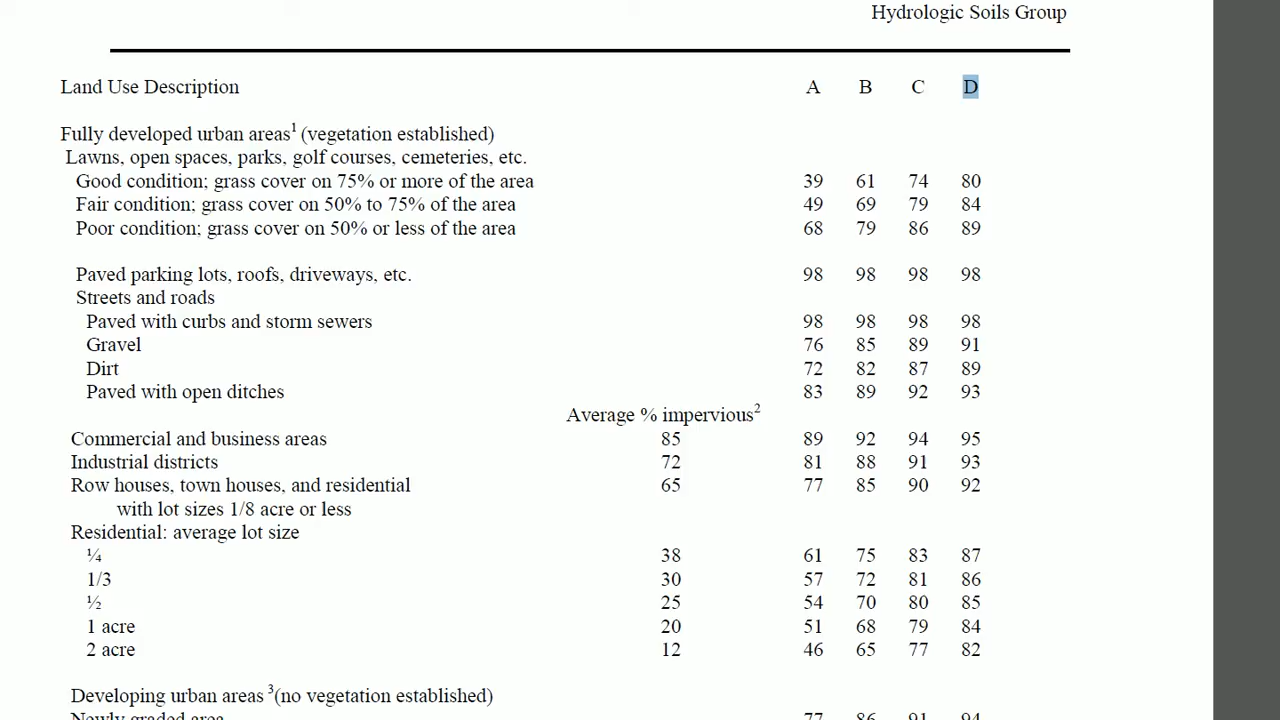 Hydrologic Soils Group
Land Use Description A B C D
Fully developed urban areas1 (vegetation established)
Lawns, open spaces, parks, golf courses, cemeteries, etc.
Good condition; grass cover on 75% or more of the area 39 61 74 80
Fair condition; grass cover on 50% to 75% of the area 49 69 79 84
Poor condition; grass cover on 50% or less of the area 68 79 86 89
Paved parking lots, roofs, driveways, etc. 98 98 98 98
Streets and roads
Paved with curbs and storm sewers 98 98 98 98
Gravel 76 85 89 91
Dirt 72 82 87 89
Paved with open ditches 83 89 92 93
Average % impervious2
Commercial and business areas 85 89 92 94 95
Industrial districts 72 81 88 91 93
Row houses, town houses, and residential 65 77 85 90 92
with lot sizes 1/8 acre or less
Residential: average lot size
¼ 38 61 75 83 87
1/3 30 57 72 81 86
½ 25 54 70 80 85
1 acre 20 51 68 79 84
2 acre 12 46 65 77 82
Developing urban areas 3(no vegetation established)
Newly graded area 77 86 91 94